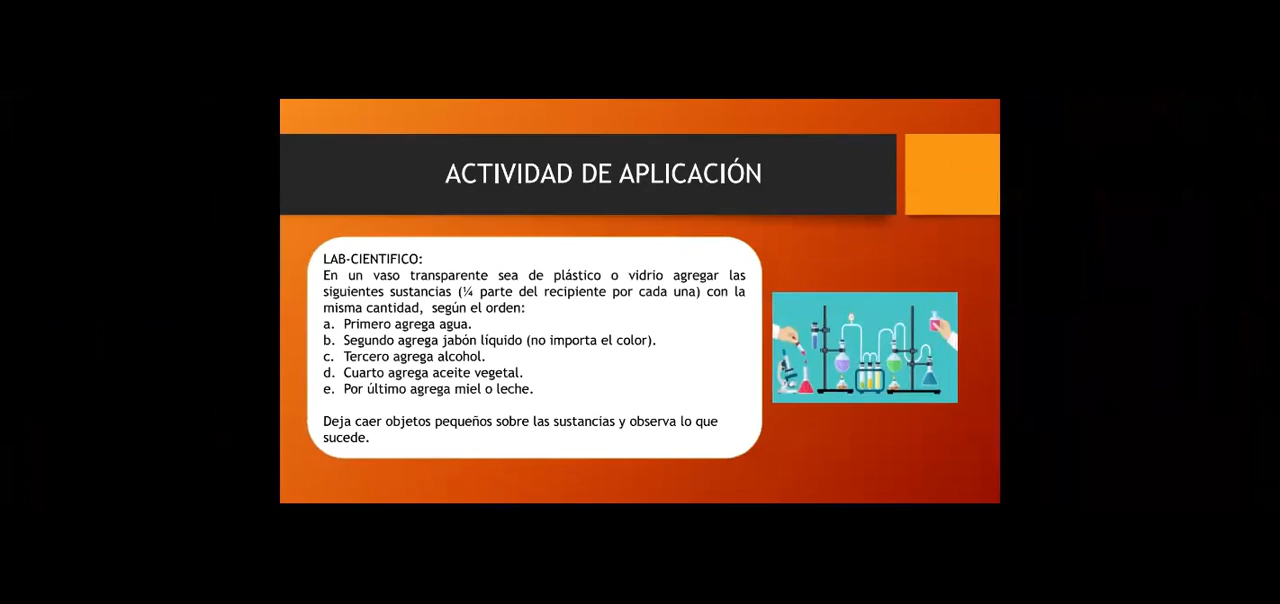 ACTIVIDAD DE APLICACIÓN
LAB-CIENTIFICO:
En un vaso transparente sea de plástico o vidrio agregar las
siguientes sustancias (¼ parte del recipiente por cada una) con la
misma cantidad, según el orden:
a. Primero agrega agua.
b. Segundo agrega jabón líquido (no importa el color).
c. Tercero agrega alcohol.
d. Cuarto agrega aceite vegetal.
e. Por último agrega miel o leche.
Deja caer objetos pequeños sobre las sustancias y observa lo que
sucede.